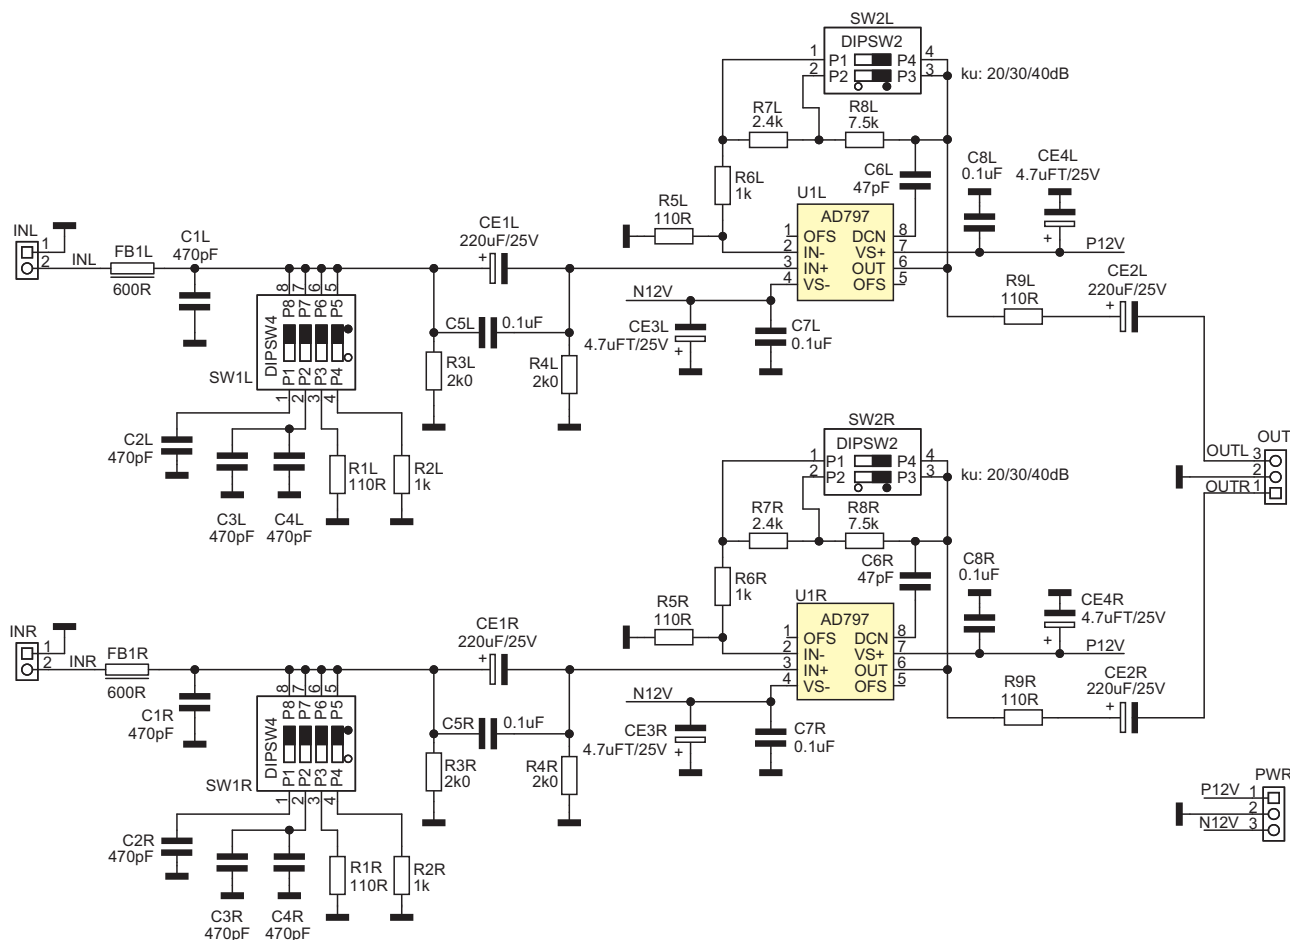 SW2L
DIPSW2
1 P1 P4 4
2 P2 P3 3
ku: 20/30/40dB
R7L
2.4k
R8L
7.5k
R6L
1k
C6L
47pF
C8L
0.1uF
CE4L
4.7uFT/25V
+
R5L
110R
U1L
AD797
1 OFS DCN 8
2 IN- VS+ 7
3 IN+ OUT 6
4 VS- OFS 5
P12V
INL
1
2
INL
FB1L
600R
C1L
470pF
CE1L
220uF/25V
+
8 7 6 5
P8 P7 P6 P5
DIPSW4
P1 P2 P3 P4
1 2 3 4
SW1L
C5L
0.1uF
R3L
2k0
R4L
2k0
N12V
CE3L
4.7uFT/25V
+
C7L
0.1uF
R9L
110R
CE2L
220uF/25V
+
C2L
470pF
C3L
470pF
C4L
470pF
R1L
110R
R2L
1k
OUT
OUTL 3
2
OUTR 1
SW2R
DIPSW2
1 P1 P4 4
2 P2 P3 3
ku: 20/30/40dB
R7R
2.4k
R8R
7.5k
R6R
1k
C6R
47pF
C8R
0.1uF
CE4R
4.7uFT/25V
+
R5R
110R
U1R
AD797
1 OFS DCN 8
2 IN- VS+ 7
3 IN+ OUT 6
4 VS- OFS 5
P12V
INR
1
2
INR
FB1R
600R
C1R
470pF
CE1R
220uF/25V
+
8 7 6 5
P8 P7 P6 P5
DIPSW4
P1 P2 P3 P4
1 2 3 4
SW1R
C5R
0.1uF
R3R
2k0
R4R
2k0
N12V
CE3R
4.7uFT/25V
+
C7R
0.1uF
R9R
110R
CE2R
220uF/25V
+
C2R
470pF
C3R
470pF
C4R
470pF
R1R
110R
R2R
1k
PWR
P12V 1
2
N12V 3